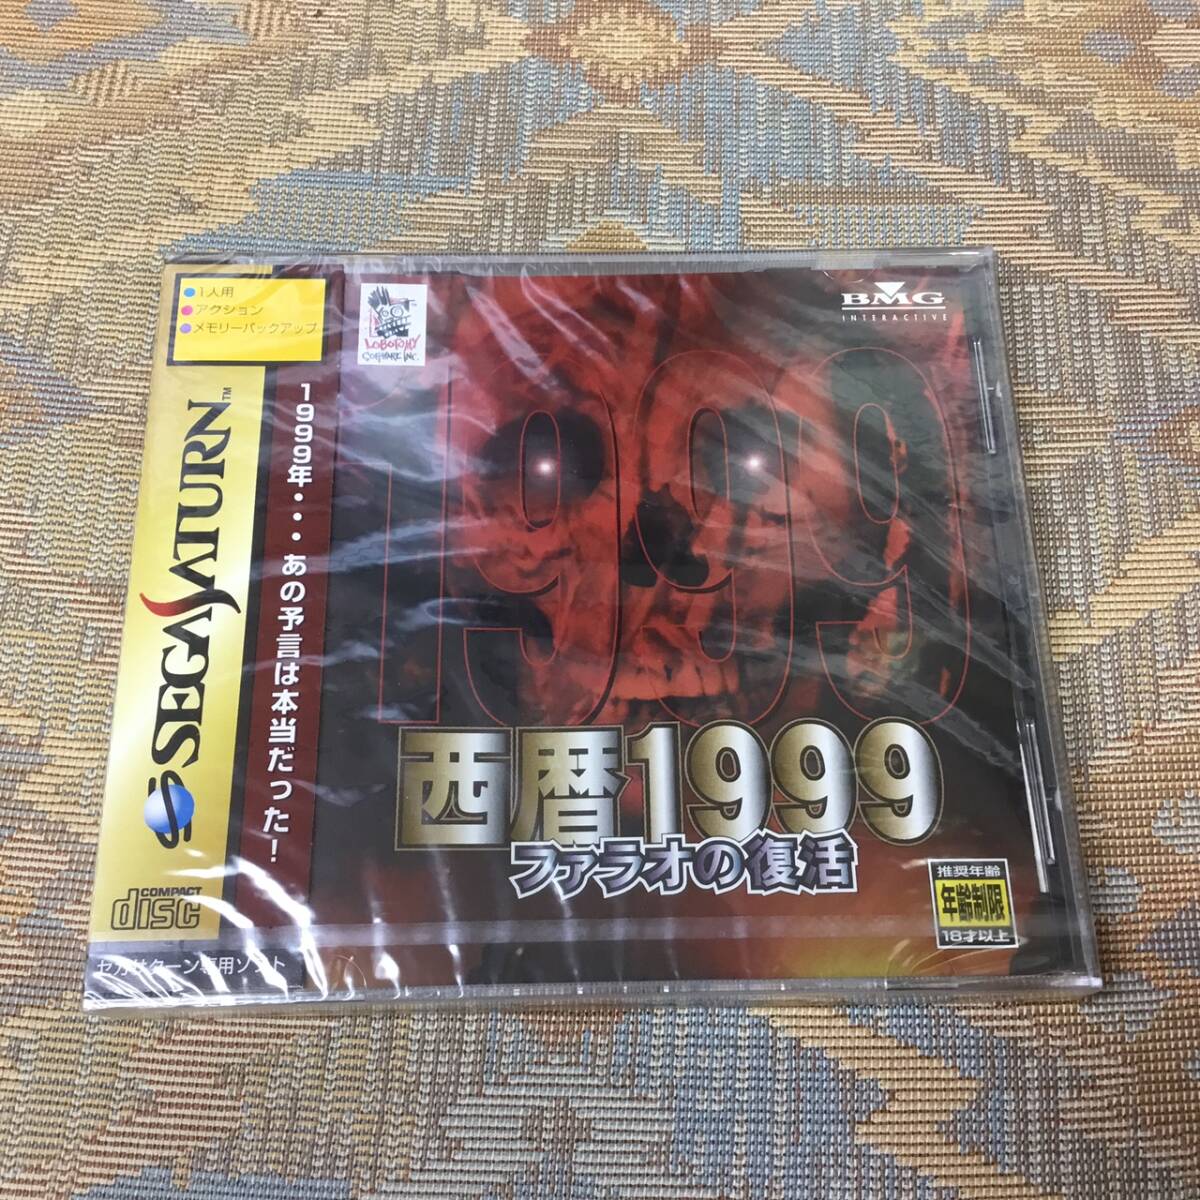 1人用
アクション
メモリーバックアップ
SEGA SATURN™
1999年・・・あの予言は本当だった！
COMPACT
disc
セガサターン専用ソフト
LOBOTOMY
SOFTWARE INC.
BMG
INTERACTIVE
1999
西暦1999
ファラオの復活
推奨年齢
年齢制限
18才以上